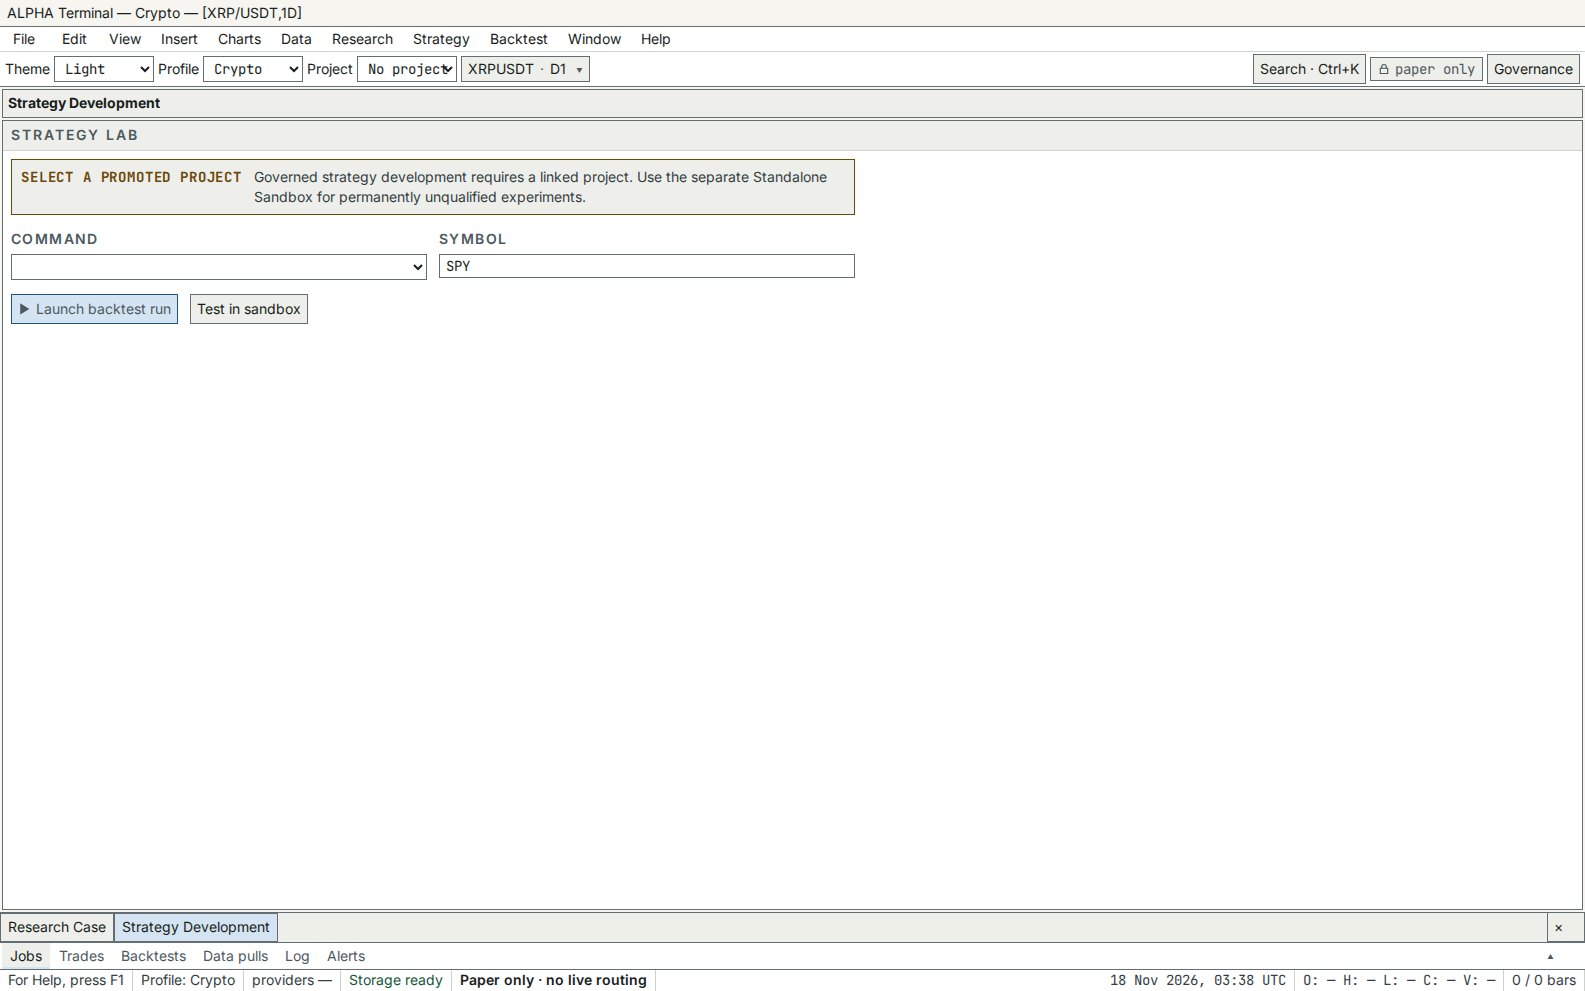 ALPHA Terminal — Crypto — [XRP/USDT,1D]
File Edit View Insert Charts Data Research Strategy Backtest Window Help
Theme Light Profile Crypto Project No project XRPUSDT · D1 Search · Ctrl+K paper only Governance
Strategy Development
STRATEGY LAB
SELECT A PROMOTED PROJECT Governed strategy development requires a linked project. Use the separate Standalone
Sandbox for permanently unqualified experiments.
COMMAND SYMBOL
SPY
Launch backtest run Test in sandbox
Research Case Strategy Development ×
Jobs Trades Backtests Data pulls Log Alerts
For Help, press F1 Profile: Crypto providers — Storage ready Paper only · no live routing 18 Nov 2026, 03:38 UTC O: — H: — L: — C: — V: — 0 / 0 bars